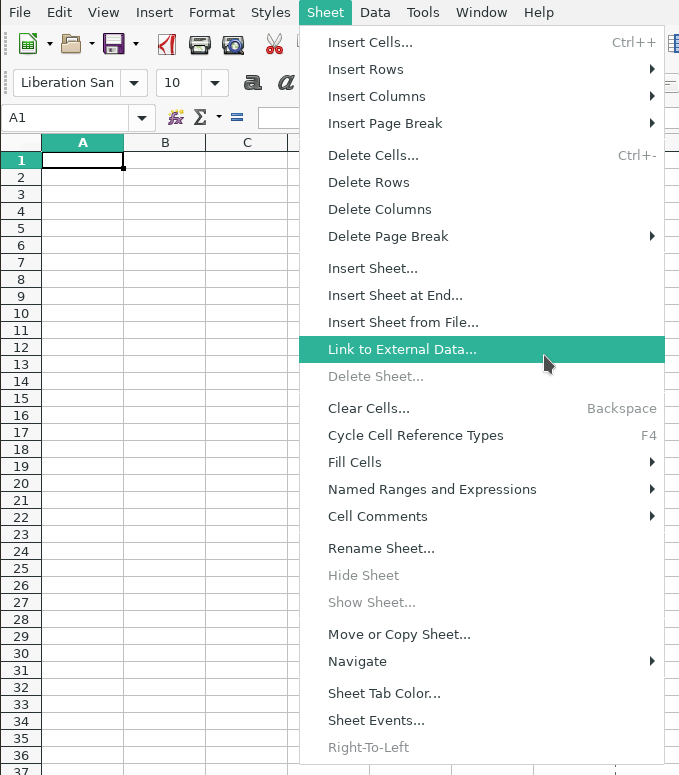 File Edit View Insert Format Styles Sheet Data Tools Window Help
Liberation San 10 a a
A1
A B C
1
2
3
4
5
6
7
8
9
10
11
12
13
14
15
16
17
18
19
20
21
22
23
24
25
26
27
28
29
30
31
32
33
34
35
36
37
Insert Cells... Ctrl++
Insert Rows
Insert Columns
Insert Page Break
Delete Cells... Ctrl+-
Delete Rows
Delete Columns
Delete Page Break
Insert Sheet...
Insert Sheet at End...
Insert Sheet from File...
Link to External Data...
Delete Sheet...
Clear Cells... Backspace
Cycle Cell Reference Types F4
Fill Cells
Named Ranges and Expressions
Cell Comments
Rename Sheet...
Hide Sheet
Show Sheet...
Move or Copy Sheet...
Navigate
Sheet Tab Color...
Sheet Events...
Right-To-Left